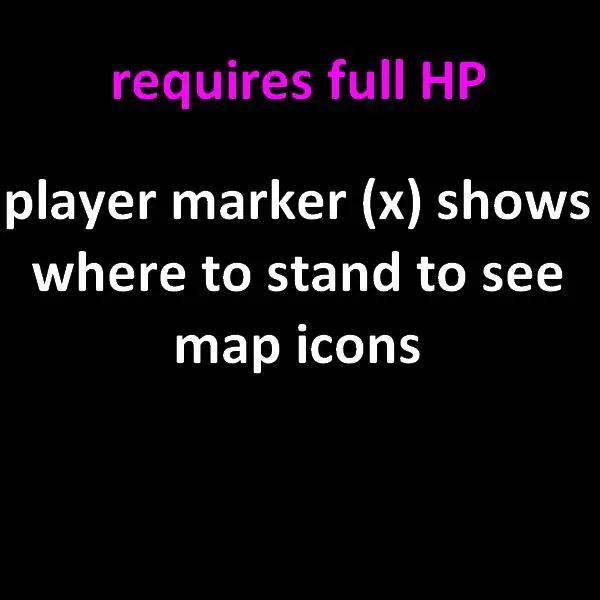 requires full HP
player marker (x) shows
where to stand to see
map icons